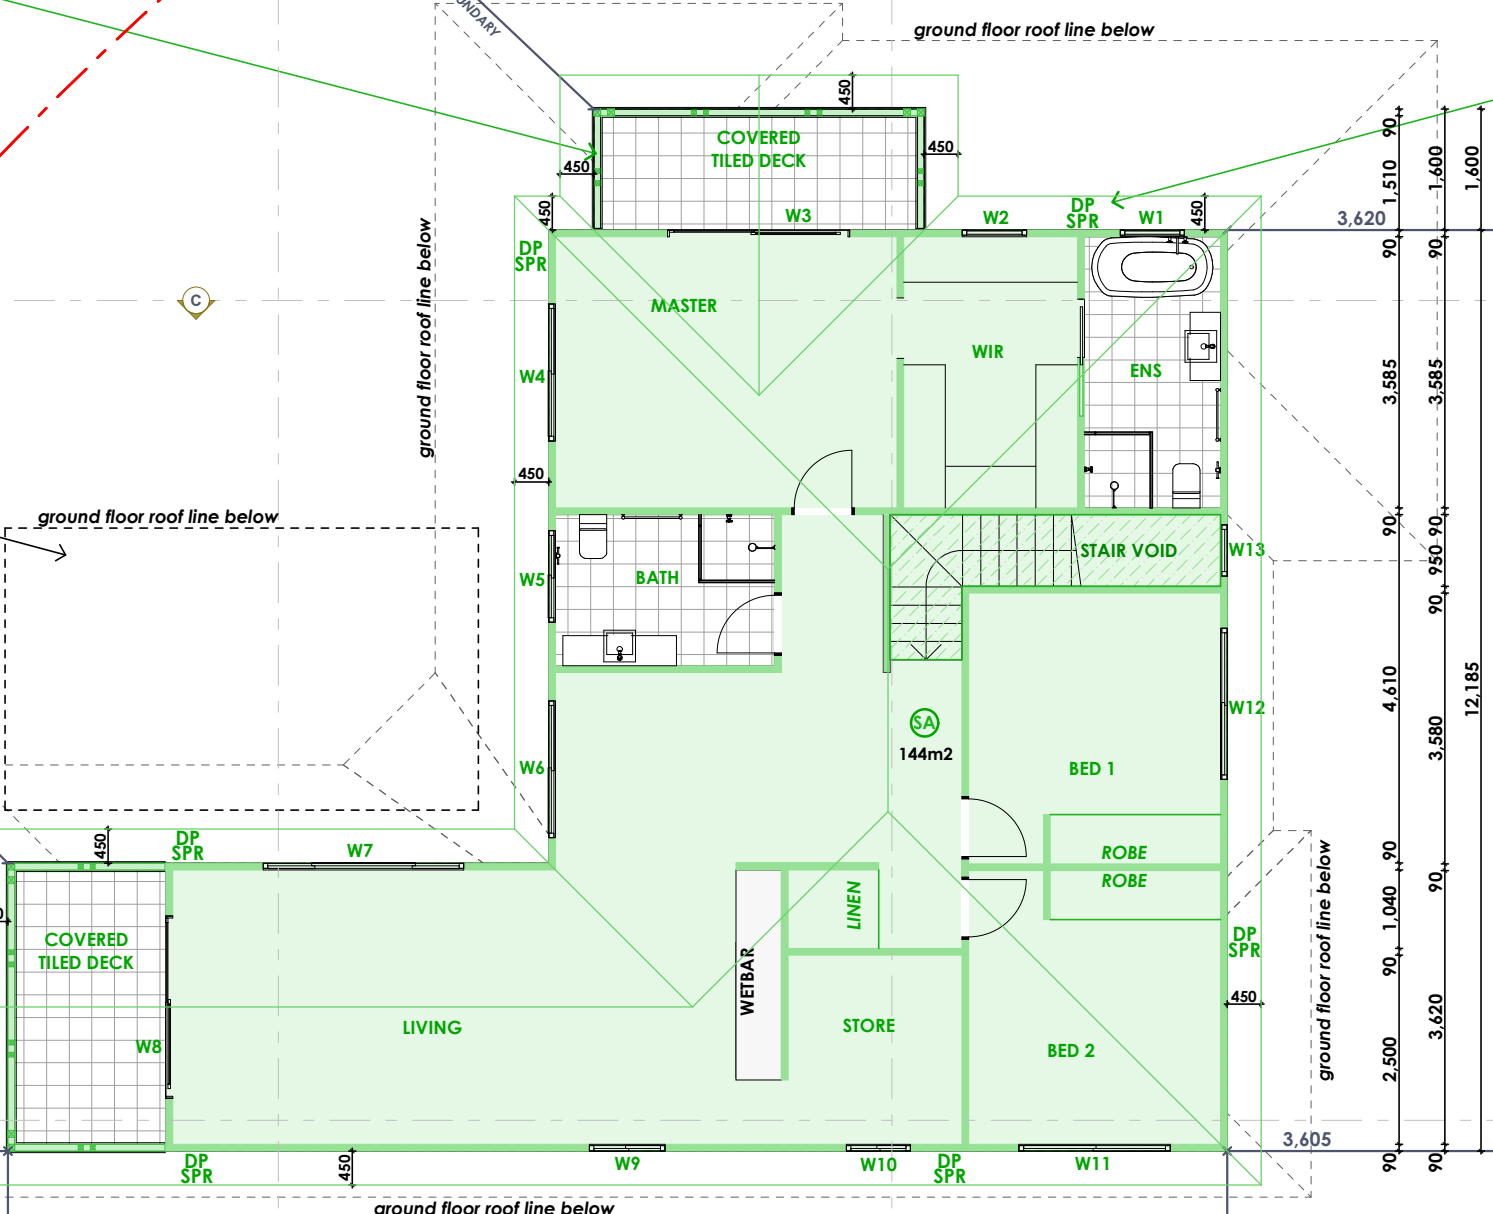 UNDARY
ground floor roof line below
450
COVERED
TILED DECK
450
450
90
1,510
1,600
1,600
450
W3
W2
DP
SPR
W1
450
3,620
DP
SPR
90
90
ground floor roof line below
C
MASTER
WIR
ENS
W4
3,585
3,585
450
ground floor roof line below
90
90
STAIR VOID
W13
950
W5
BATH
90
SA
144m2
W12
4,610
12,185
3,580
W6
BED 1
450
DP
SPR
W7
ROBE
ROBE
90
90
LINEN
1,040
ground floor roof line below
COVERED
TILED DECK
DP
SPR
90
WETBAR
450
LIVING
STORE
3,620
W8
BED 2
2,500
3,605
DP
SPR
450
W9
W10
DP
SPR
W11
90
90
ground floor roof line below